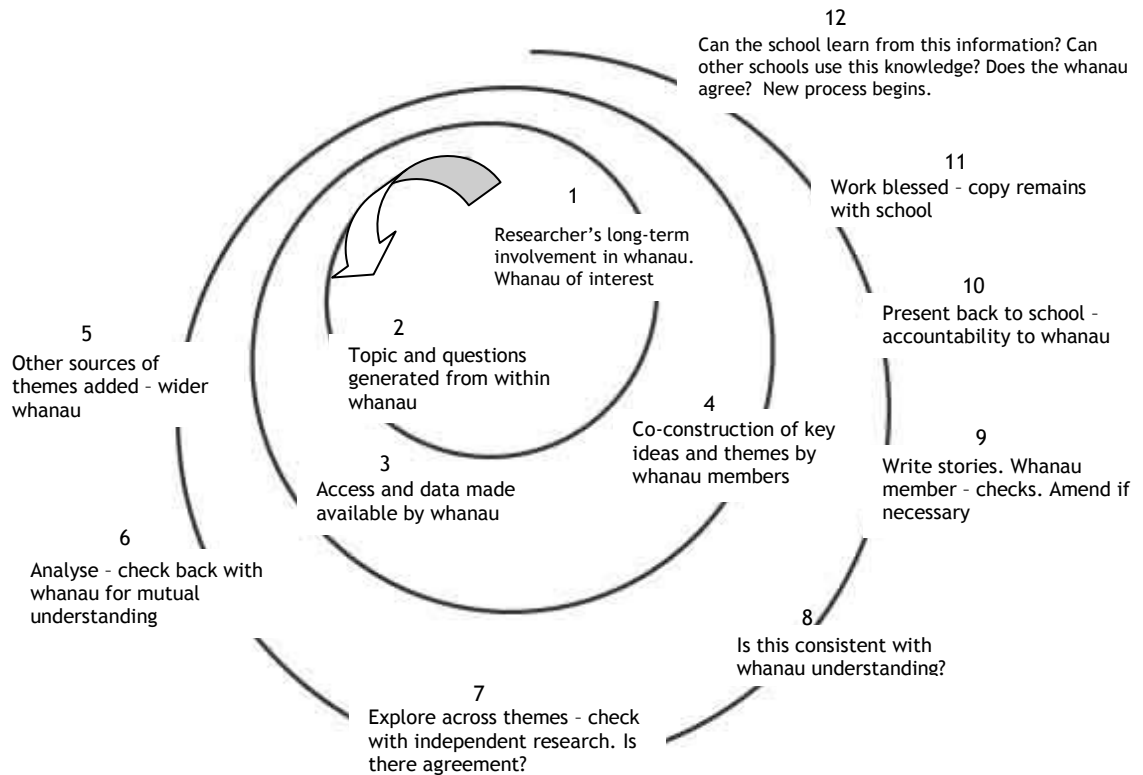 12
Can the school learn from this information? Can
other schools use this knowledge? Does the whanau
agree? New process begins.
11
Work blessed – copy remains
with school
1
Researcher's long-term
involvement in whanau.
Whanau of interest
10
Present back to school –
accountability to whanau
2
Topic and questions
generated from within
whanau
5
Other sources of
themes added – wider
whanau
4
Co-construction of key
ideas and themes by
whanau members
3
Access and data made
available by whanau
9
Write stories. Whanau
member – checks. Amend if
necessary
6
Analyse – check back with
whanau for mutual
understanding
8
Is this consistent with
whanau understanding?
7
Explore across themes – check
with independent research. Is
there agreement?